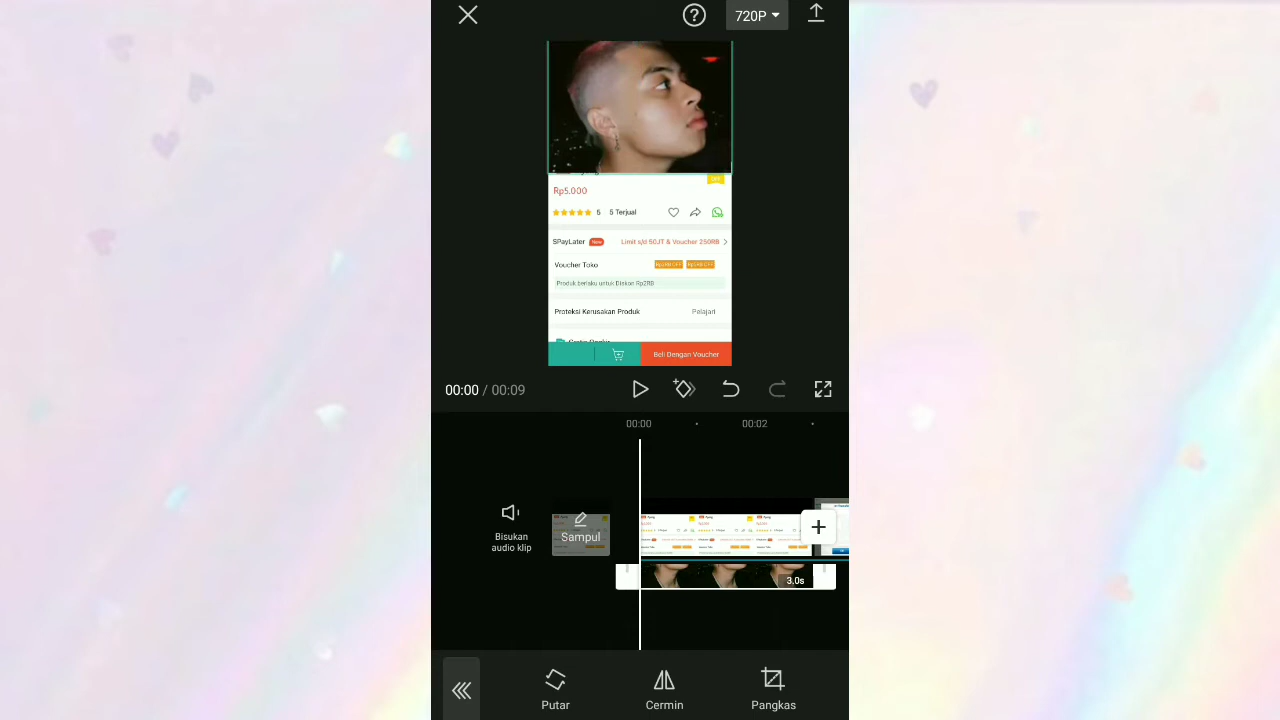 720P
Rp5.000
5 5 Terjual
SPayLater New Limit s/d 50JT & Voucher 250RB
Voucher Toko
Produk berlaku untuk Diskon Rp2RB
Proteksi Kerusakan Produk Pelajari
Gratis Ongkir
Beli Dengan Voucher
00:00 / 00:09
00:00 00:02
Bisukan
audio klip
Sampul
3.0s
Putar Cermin Pangkas